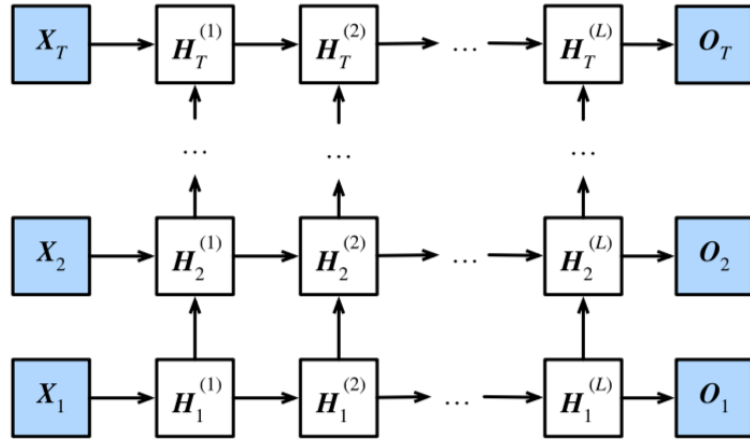 X_T H_T^(1) H_T^(2) ... H_T^(L) O_T
... ... ...
X_2 H_2^(1) H_2^(2) ... H_2^(L) O_2
X_1 H_1^(1) H_1^(2) ... H_1^(L) O_1